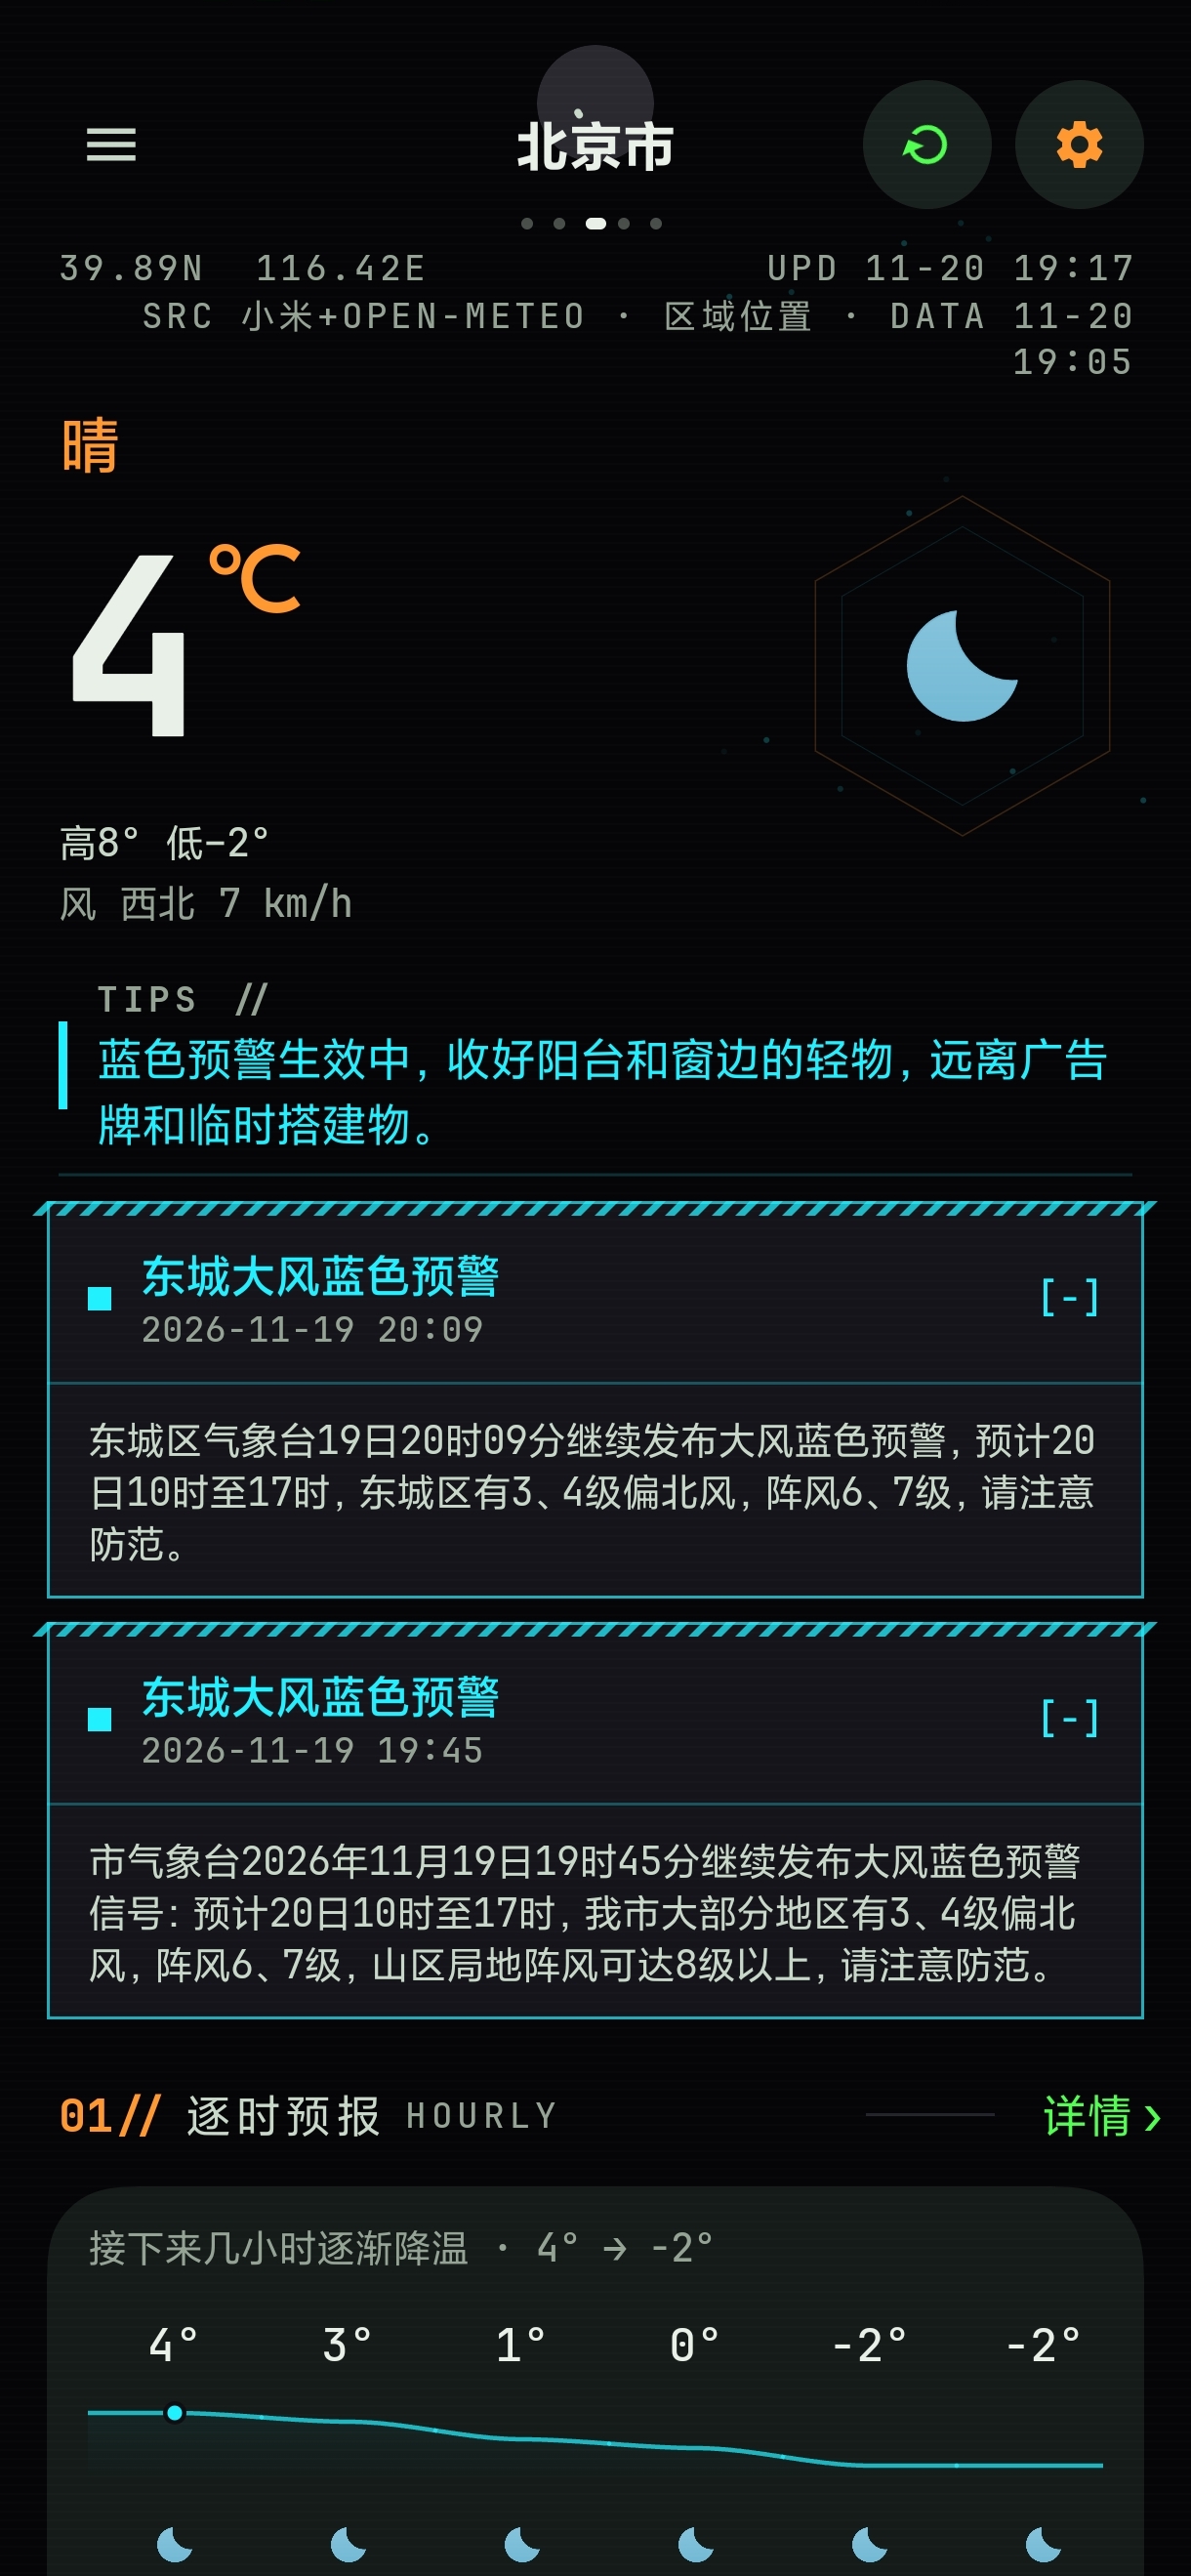 北京市
39.89N 116.42E
UPD 11-20 19:17
SRC 小米+OPEN-METEO · 区域位置 · DATA 11-20
19:05
晴
4℃
高8° 低-2°
风 西北 7 km/h
TIPS //
蓝色预警生效中，收好阳台和窗边的轻物，远离广告
牌和临时搭建物。
东城大风蓝色预警
2026-11-19 20:09
[-]
东城区气象台19日20时09分继续发布大风蓝色预警，预计20
日10时至17时，东城区有3、4级偏北风，阵风6、7级，请注意
防范。
东城大风蓝色预警
2026-11-19 19:45
[-]
市气象台2026年11月19日19时45分继续发布大风蓝色预警
信号：预计20日10时至17时，我市大部分地区有3、4级偏北
风，阵风6、7级，山区局地阵风可达8级以上，请注意防范。
01// 逐时预报 HOURLY
详情 ›
接下来几小时逐渐降温 · 4° → -2°
4° 3° 1° 0° -2° -2°